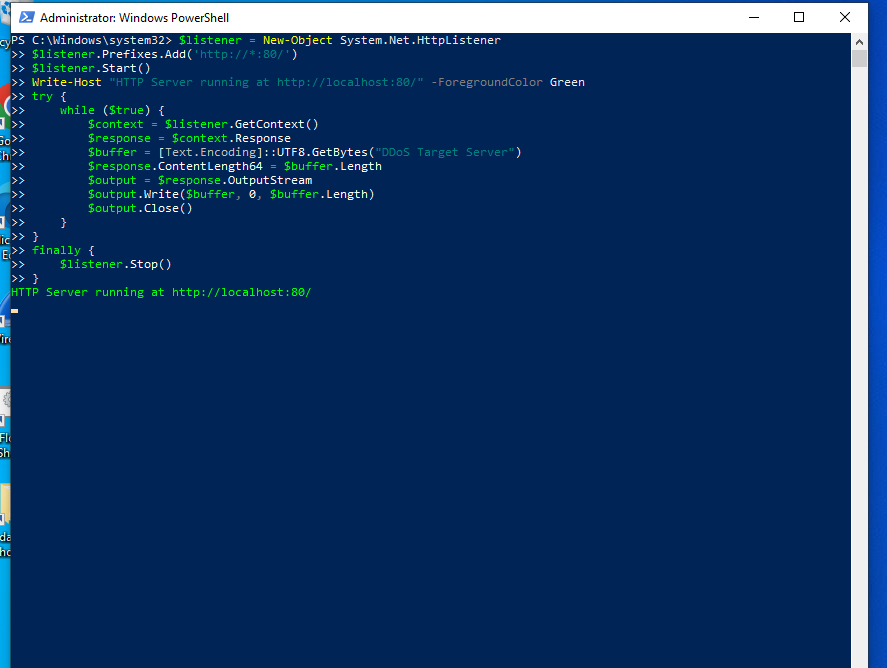 Administrator: Windows PowerShell
PS C:\Windows\system32> $listener = New-Object System.Net.HttpListener
>> $listener.Prefixes.Add('http://*:80/')
>> $listener.Start()
>> Write-Host "HTTP Server running at http://localhost:80/" -ForegroundColor Green
>> try {
>>     while ($true) {
>>         $context = $listener.GetContext()
>>         $response = $context.Response
>>         $buffer = [Text.Encoding]::UTF8.GetBytes("DDoS Target Server")
>>         $response.ContentLength64 = $buffer.Length
>>         $output = $response.OutputStream
>>         $output.Write($buffer, 0, $buffer.Length)
>>         $output.Close()
>>     }
>> }
>> finally {
>>     $listener.Stop()
>> }
HTTP Server running at http://localhost:80/